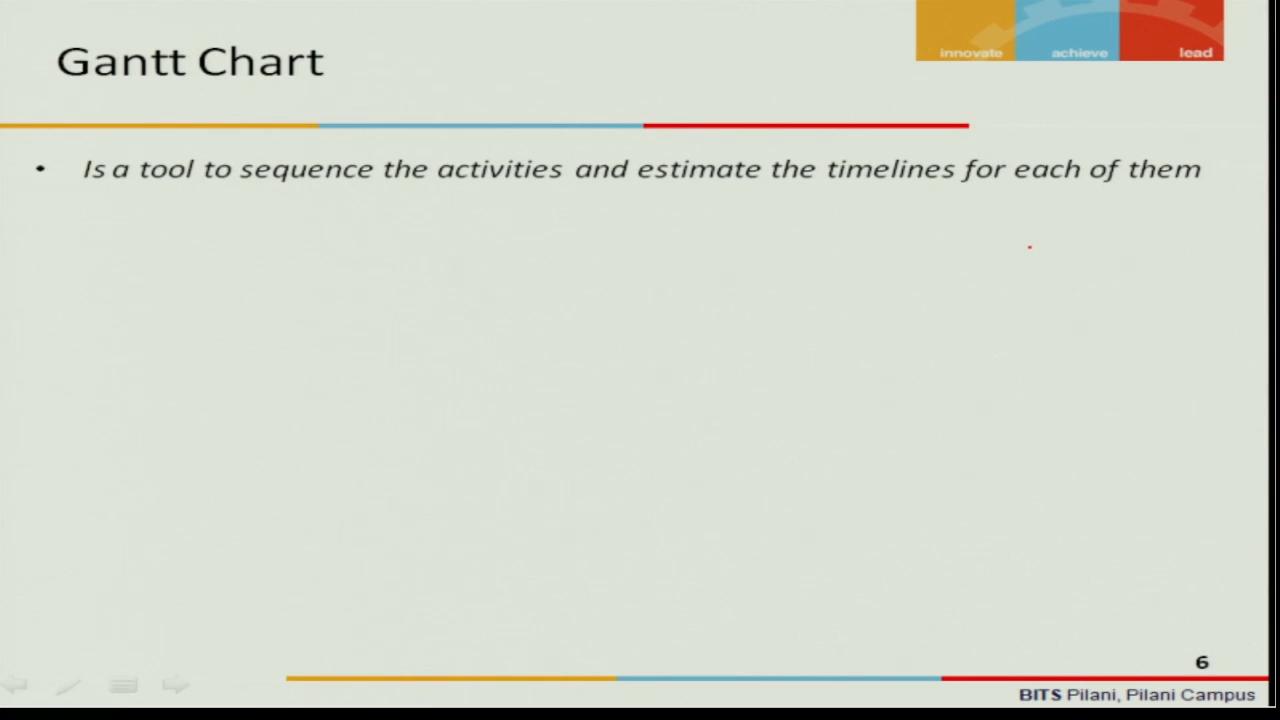 innovate achieve lead
Gantt Chart
• Is a tool to sequence the activities and estimate the timelines for each of them
6
BITS Pilani, Pilani Campus